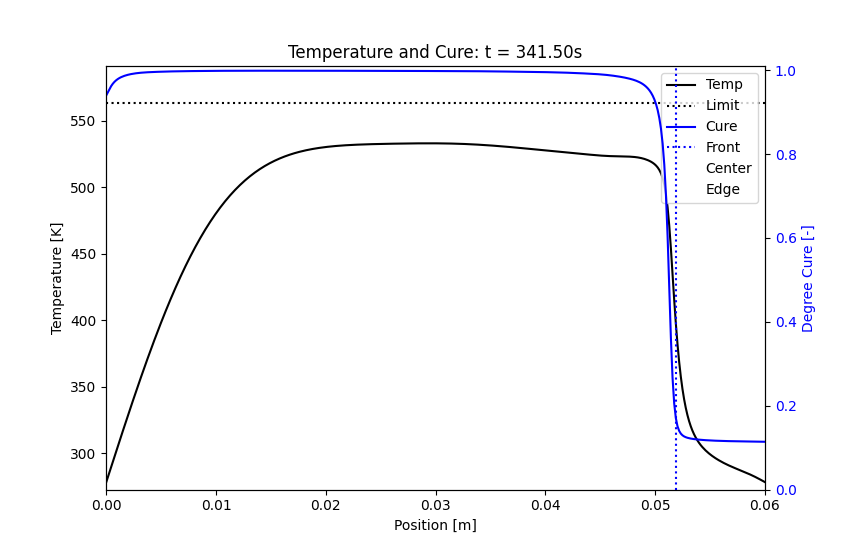 Temperature and Cure: t = 341.50s
Temp
Limit
Cure
Front
Center
Edge
Temperature [K]
550
500
450
400
350
300
Degree Cure [-]
1.0
0.8
0.6
0.4
0.2
0.0
0.00 0.01 0.02 0.03 0.04 0.05 0.06
Position [m]